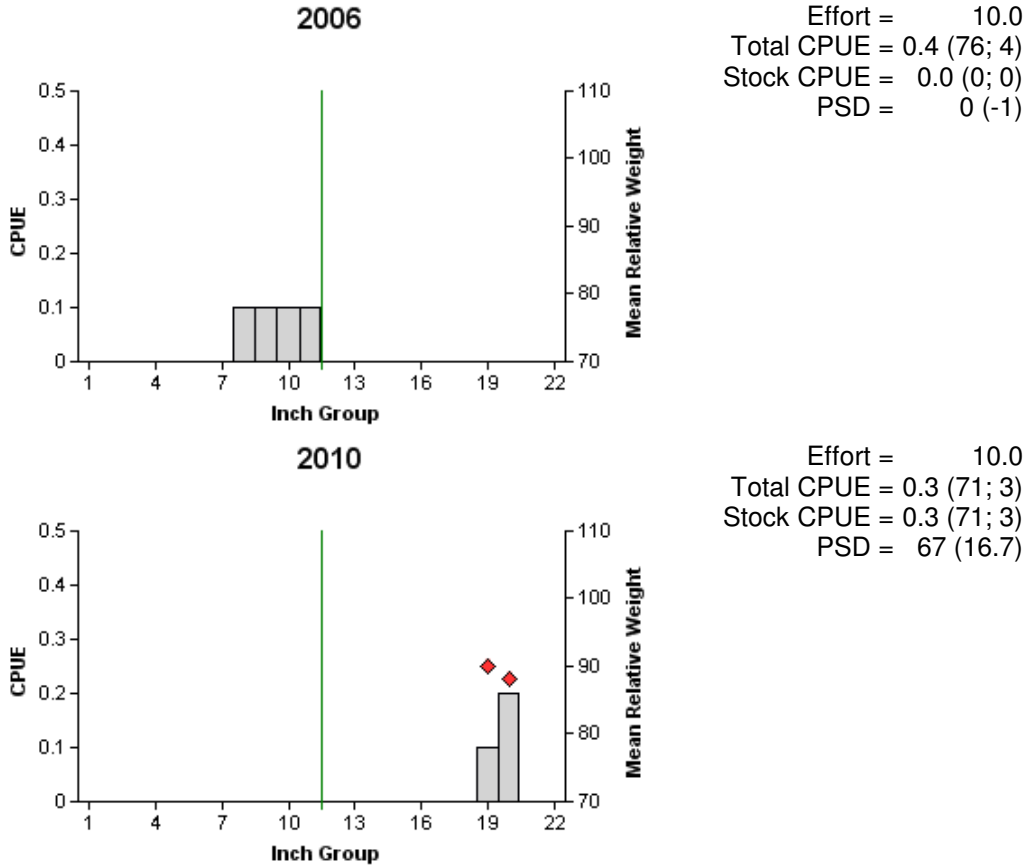 2006
Effort = 10.0
Total CPUE = 0.4 (76; 4)
Stock CPUE = 0.0 (0; 0)
PSD = 0 (-1)
0.5
0.4
0.3
0.2
0.1
0
CPUE
110
100
90
80
70
Mean Relative Weight
1 4 7 10 13 16 19 22
Inch Group
2010
Effort = 10.0
Total CPUE = 0.3 (71; 3)
Stock CPUE = 0.3 (71; 3)
PSD = 67 (16.7)
0.5
0.4
0.3
0.2
0.1
0
CPUE
110
100
90
80
70
Mean Relative Weight
1 4 7 10 13 16 19 22
Inch Group